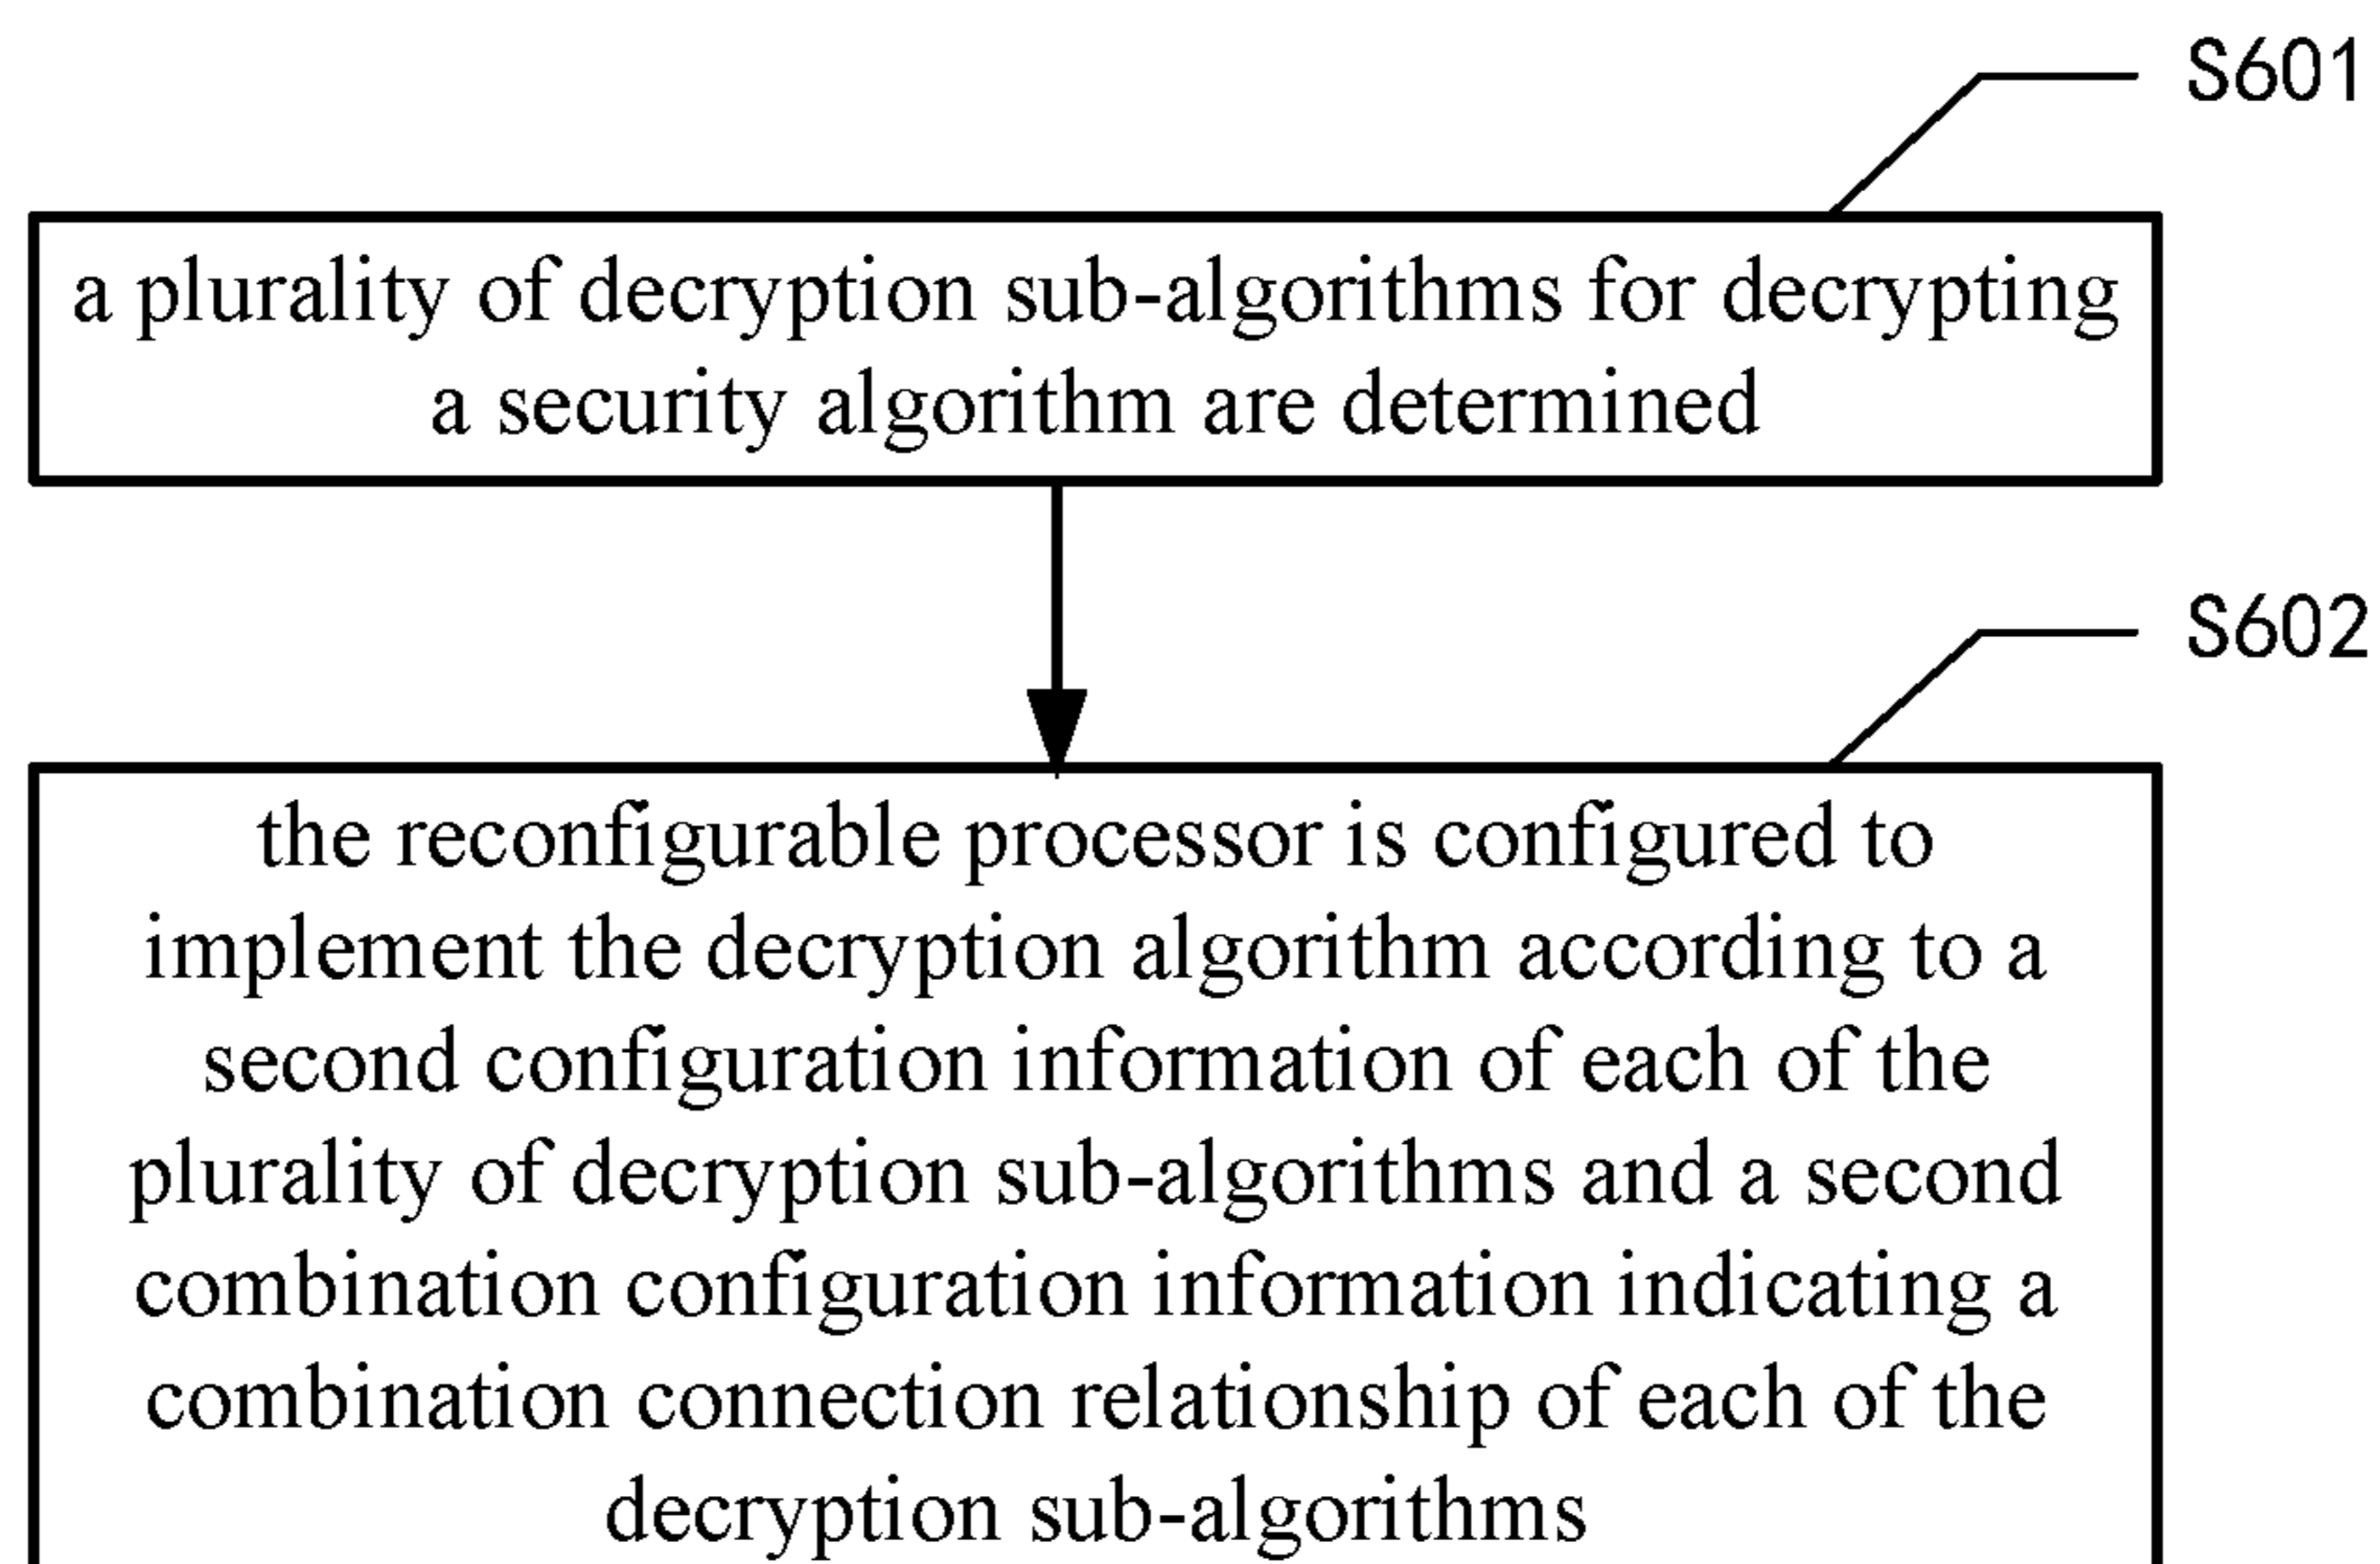 S601
a plurality of decryption sub-algorithms for decrypting
a security algorithm are determined
S602
the reconfigurable processor is configured to
implement the decryption algorithm according to a
second configuration information of each of the
plurality of decryption sub-algorithms and a second
combination configuration information indicating a
combination connection relationship of each of the
decryption sub-algorithms